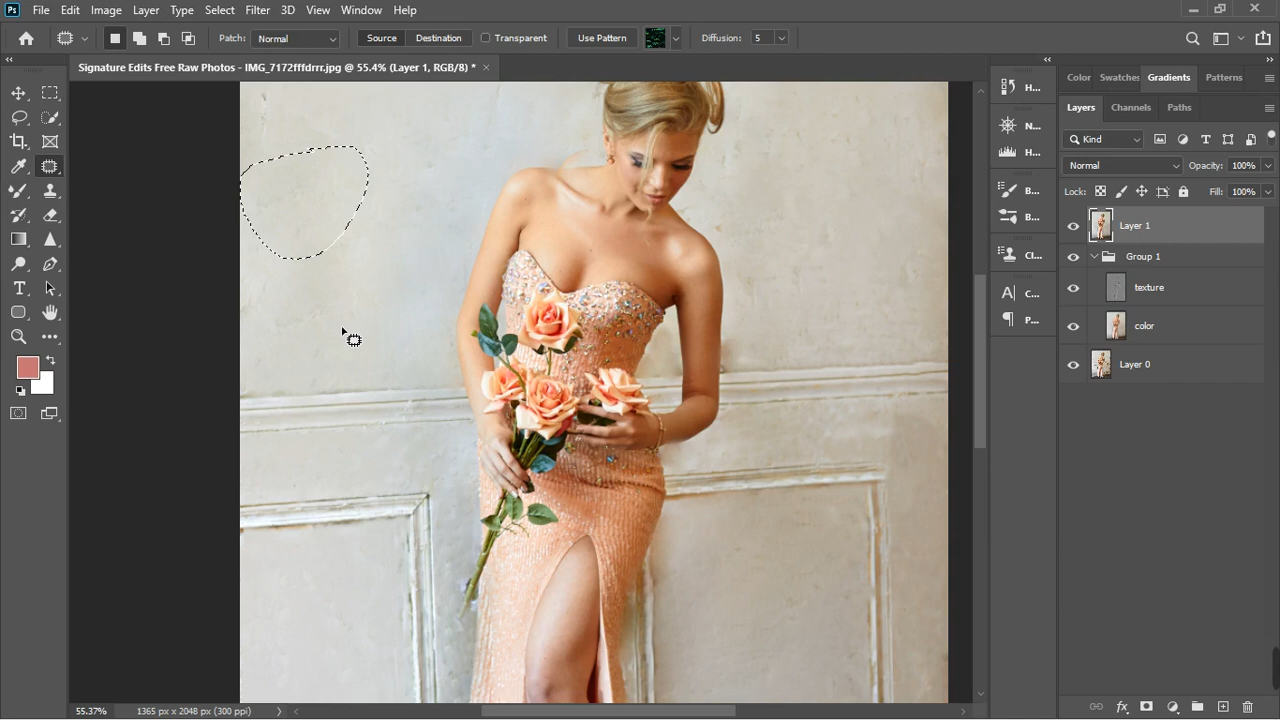 Ps File Edit Image Layer Type Select Filter 3D View Window Help
Patch: Normal Source Destination Transparent Use Pattern Diffusion: 5
Signature Edits Free Raw Photos - IMG_7172fffdrrr.jpg @ 55.4% (Layer 1, RGB/8) *
H...
N...
H...
B...
B...
Cl...
C...
P...
Color Swatches Gradients Patterns
Layers Channels Paths
Kind
Normal Opacity: 100%
Lock: Fill: 100%
Layer 1
Group 1
texture
color
Layer 0
55.37% 1365 px x 2048 px (300 ppi)